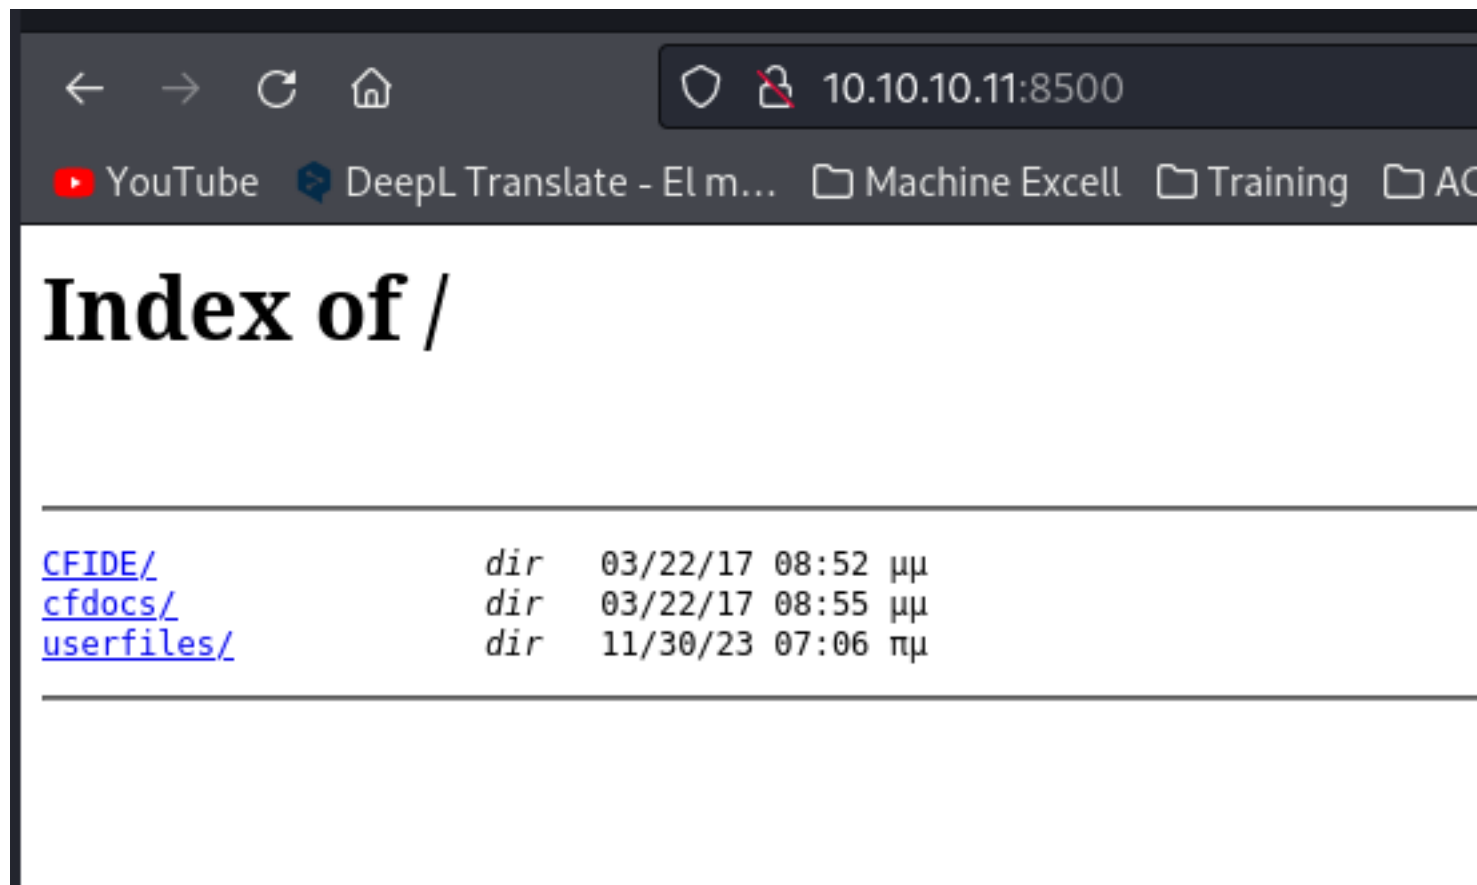 10.10.10.11:8500
YouTube DeepL Translate - El m... Machine Excell Training AC
Index of /
CFIDE/ dir 03/22/17 08:52 μμ
cfdocs/ dir 03/22/17 08:55 μμ
userfiles/ dir 11/30/23 07:06 πμ